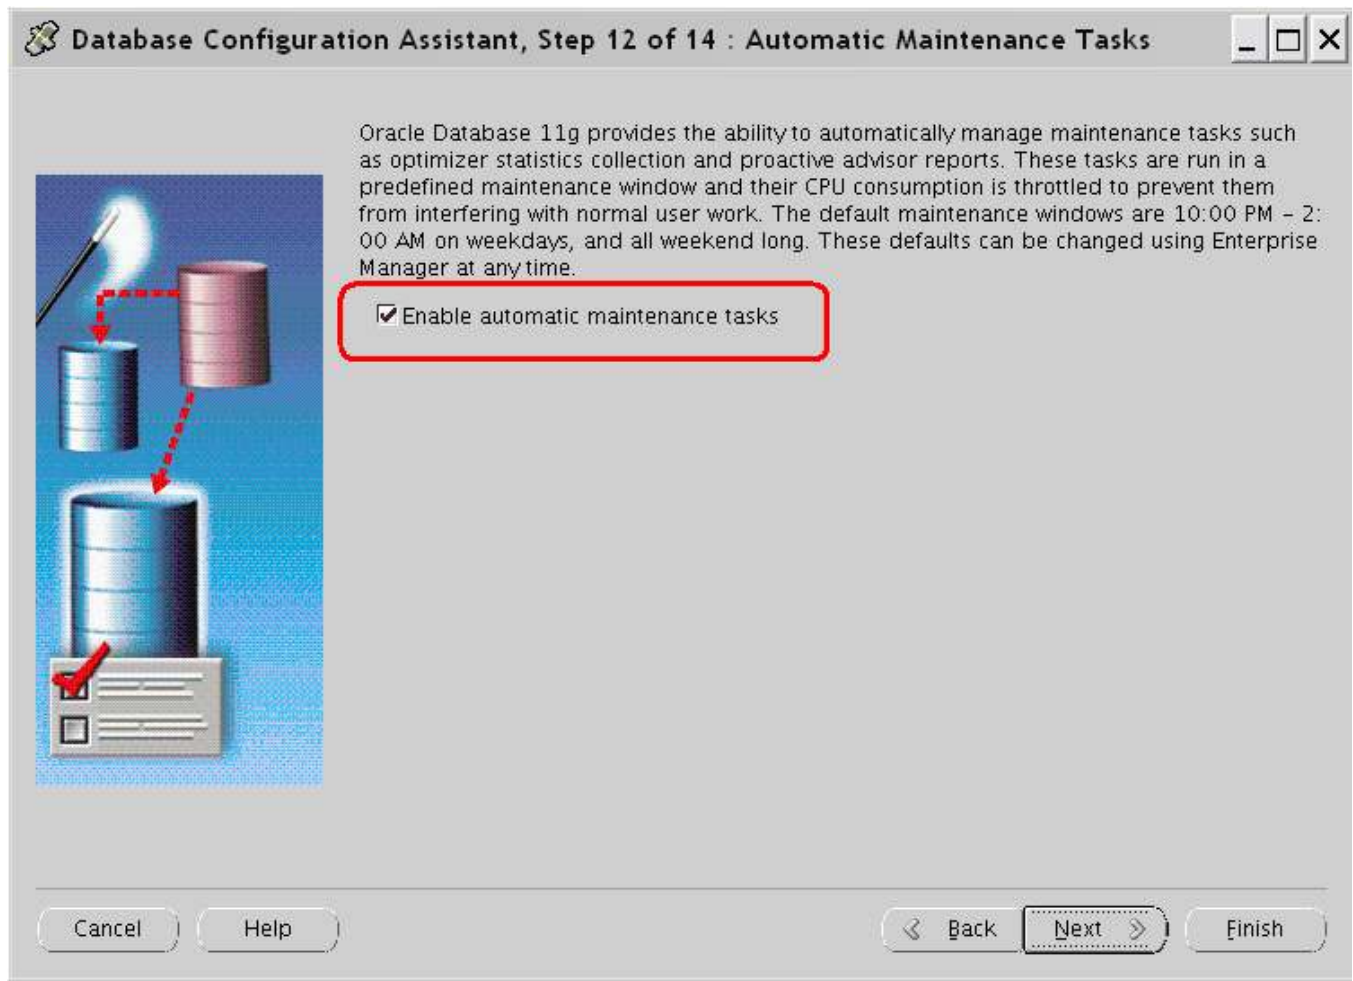 Database Configuration Assistant, Step 12 of 14 : Automatic Maintenance Tasks
Oracle Database 11g provides the ability to automatically manage maintenance tasks such
as optimizer statistics collection and proactive advisor reports. These tasks are run in a
predefined maintenance window and their CPU consumption is throttled to prevent them
from interfering with normal user work. The default maintenance windows are 10:00 PM – 2:
00 AM on weekdays, and all weekend long. These defaults can be changed using Enterprise
Manager at any time.
Enable automatic maintenance tasks
Cancel Help Back Next Finish